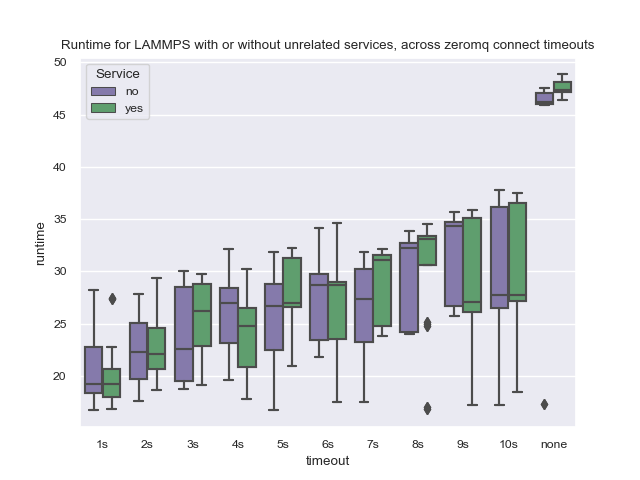 Runtime for LAMMPS with or without unrelated services, across zeromq connect timeouts
Service
no
yes
50
45
40
35
30
25
20
runtime
1s 2s 3s 4s 5s 6s 7s 8s 9s 10s none
timeout